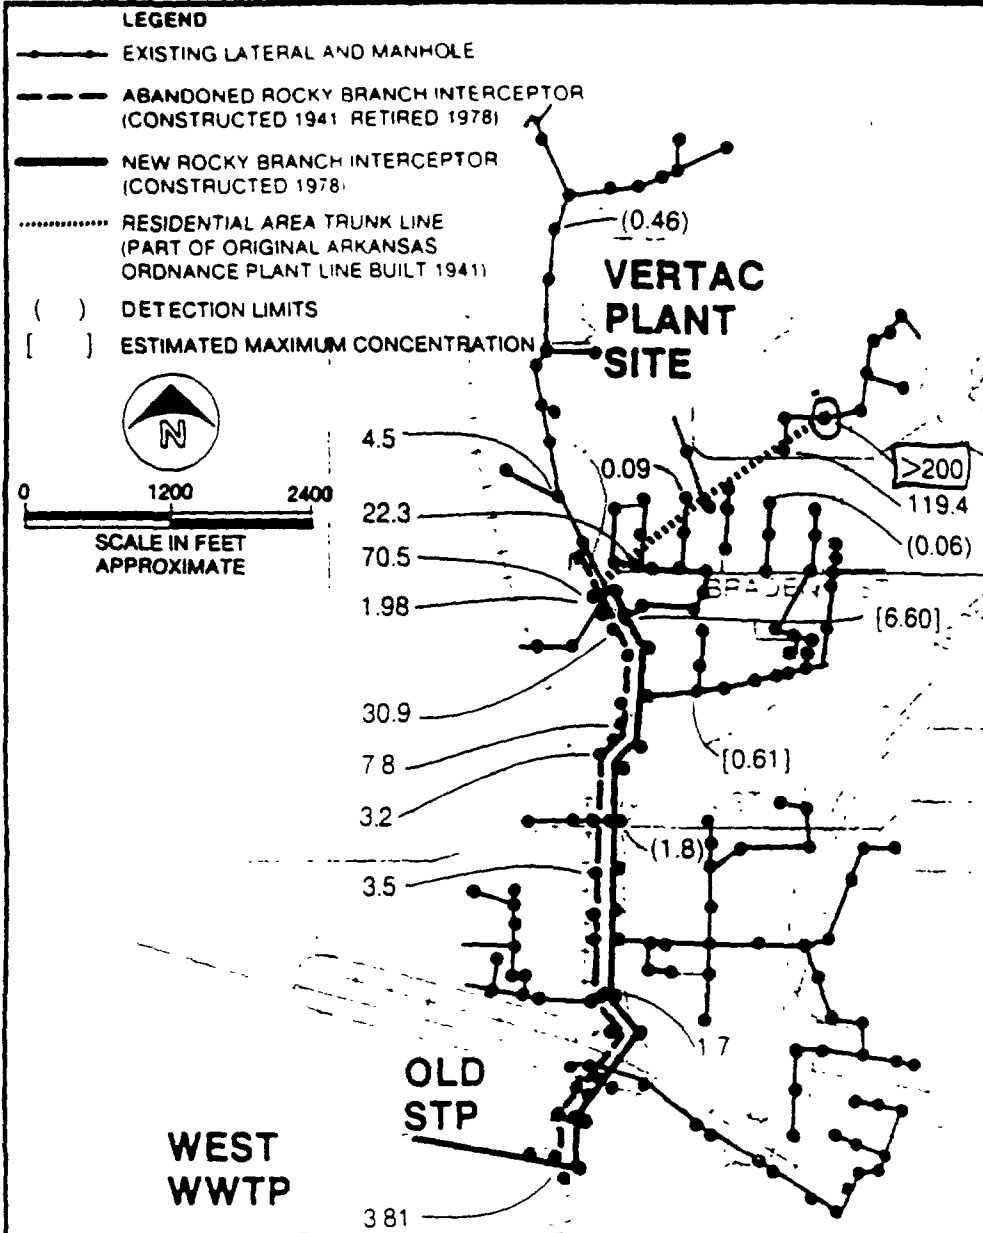 LEGEND
EXISTING LATERAL AND MANHOLE
ABANDONED ROCKY BRANCH INTERCEPTOR
(CONSTRUCTED 1941 RETIRED 1978)
NEW ROCKY BRANCH INTERCEPTOR
(CONSTRUCTED 1978)
RESIDENTIAL AREA TRUNK LINE
(PART OF ORIGINAL ARKANSAS
ORDNANCE PLANT LINE BUILT 1941)
( ) DETECTION LIMITS
[ ] ESTIMATED MAXIMUM CONCENTRATION
N
0 1200 2400
SCALE IN FEET
APPROXIMATE
(0.46)
VERTAC
PLANT
SITE
4.5
0.09
>200
119.4
22.3
(0.06)
70.5
1.98
[6.60]
30.9
7 8
[0.61]
3.2
(1.8)
3.5
1 7
OLD
STP
WEST
WWTP
3 81